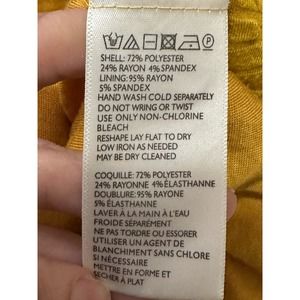 SHELL: 72% POLYESTER
24% RAYON 4% SPANDEX
LINING: 95% RAYON
5% SPANDEX
HAND WASH COLD SEPARATELY
DO NOT WRING OR TWIST
USE ONLY NON-CHLORINE
BLEACH
RESHAPE LAY FLAT TO DRY
LOW IRON AS NEEDED
MAY BE DRY CLEANED
COQUILLE: 72% POLYESTER
24% RAYONNE 4% ÉLASTHANNE
DOUBLURE: 95% RAYONNE
5% ÉLASTHANNE
LAVER À LA MAIN À L'EAU
FROIDE SÉPARÉMENT
NE PAS TORDRE OU ESSORER
UTILISER UN AGENT DE
BLANCHIMENT SANS CHLORE
SI NÉCESSAIRE
METTRE EN FORME ET
SÉCHER À PLAT